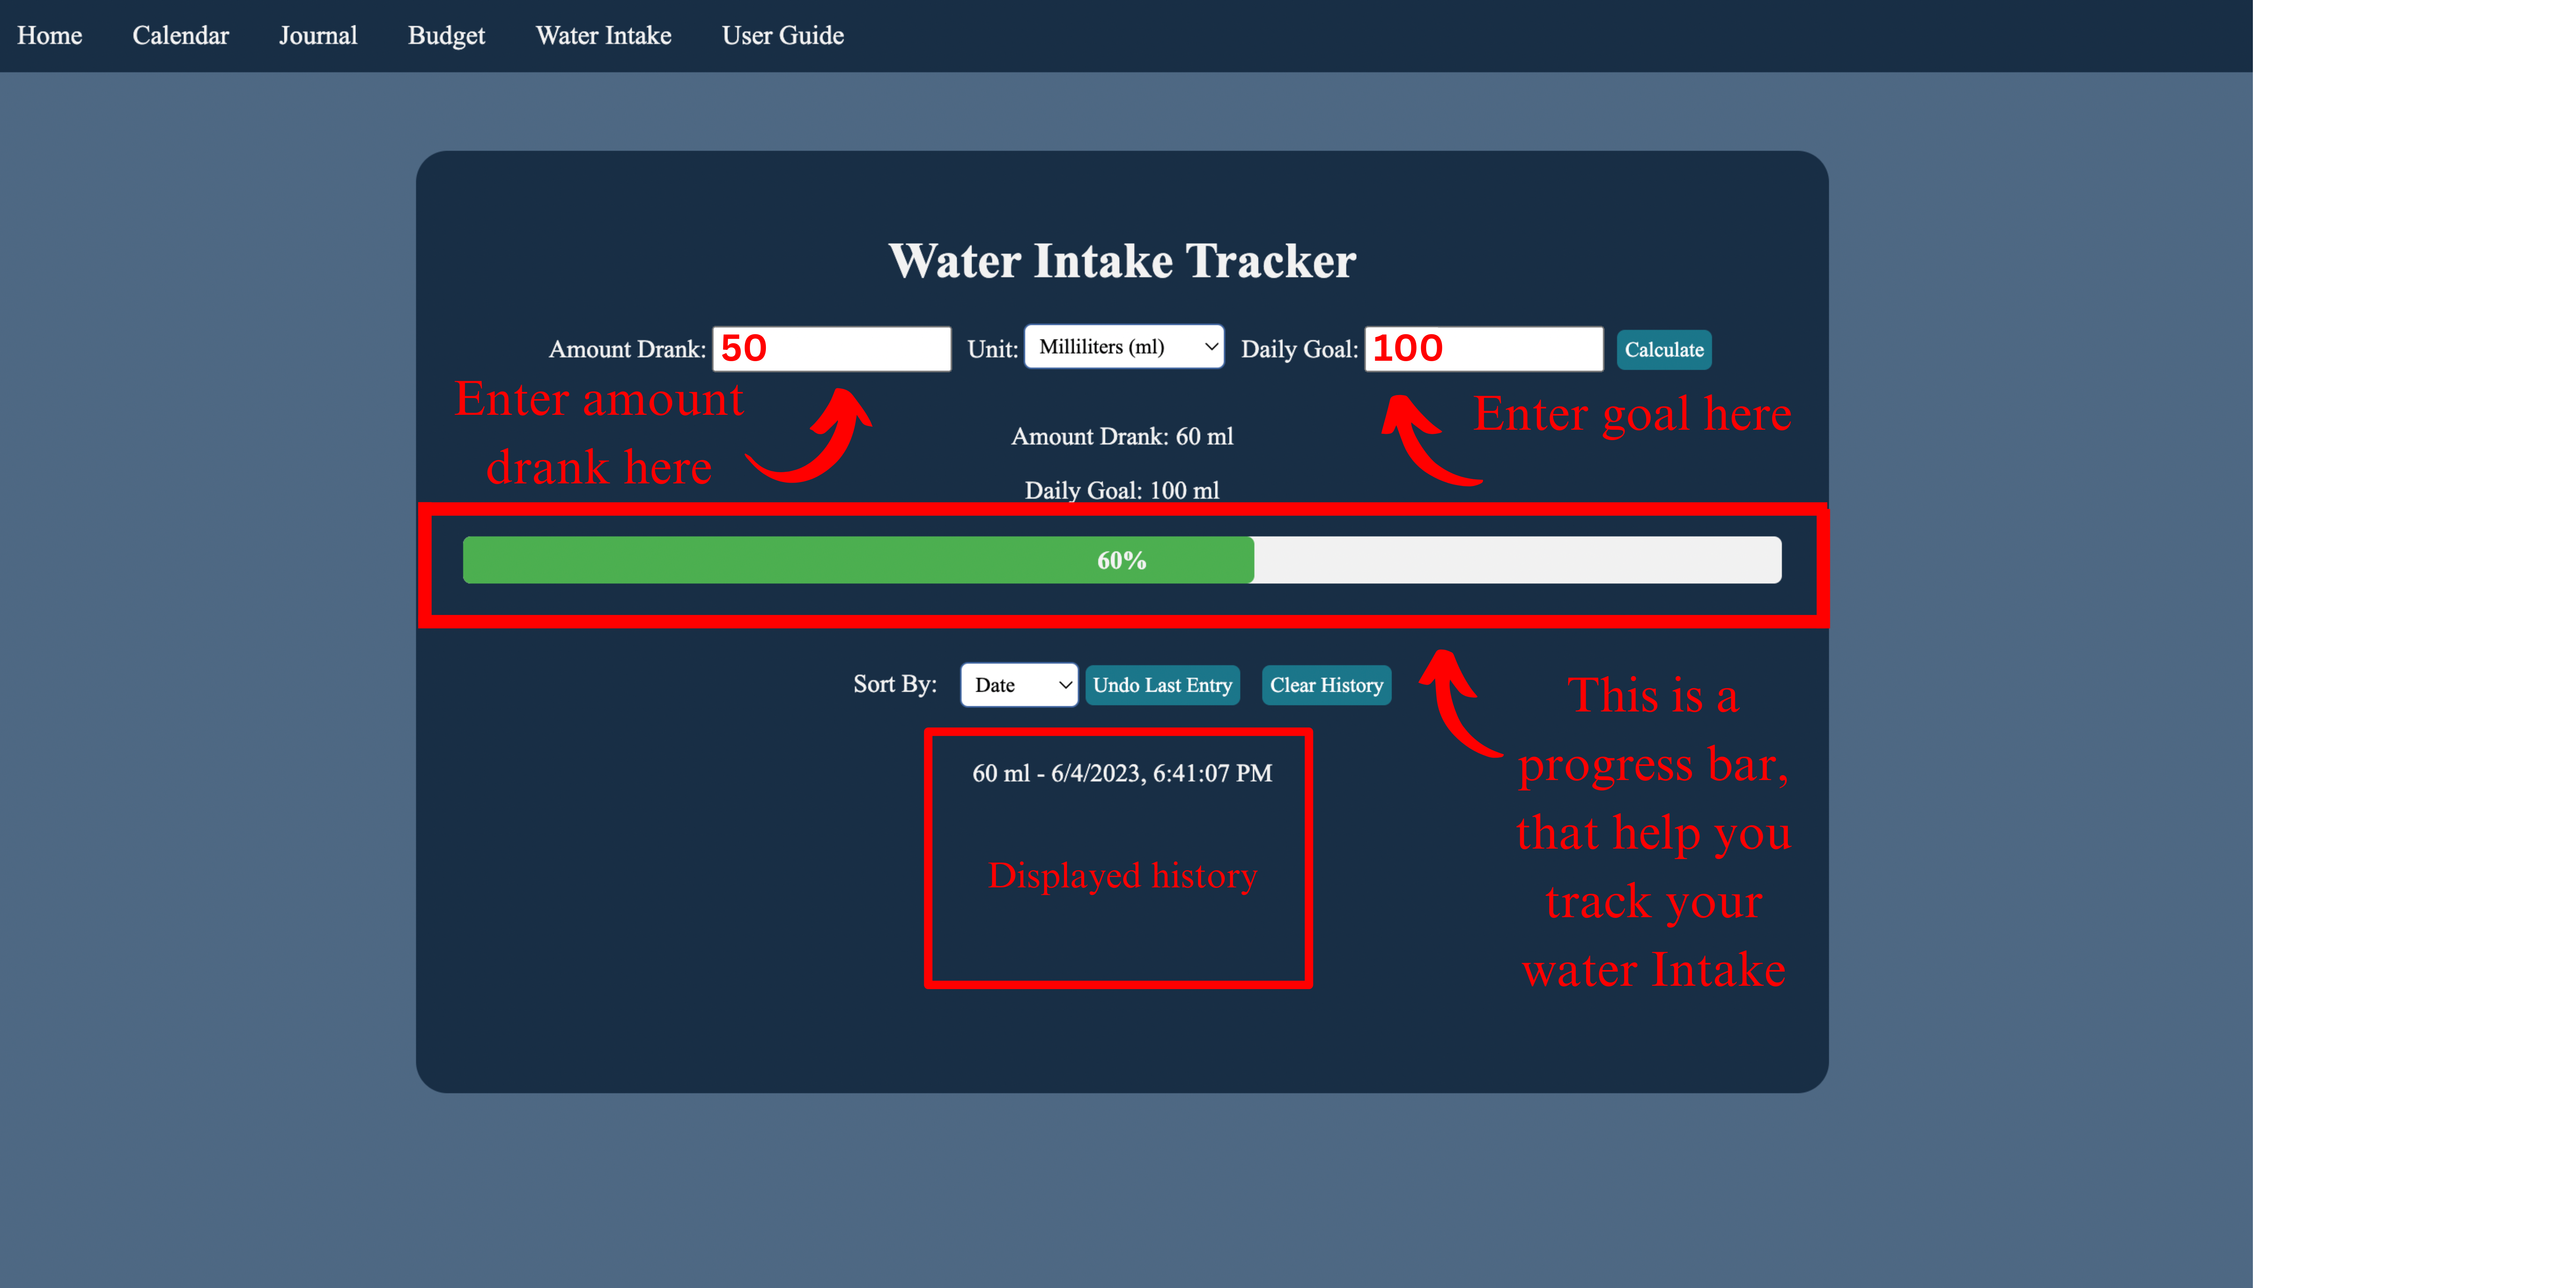 Home Calendar Journal Budget Water Intake User Guide
Water Intake Tracker
Amount Drank: 50 Unit: Milliliters (ml) Daily Goal: 100 Calculate
Enter amount
drank here
Enter goal here
Amount Drank: 60 ml
Daily Goal: 100 ml
60%
Sort By: Date Undo Last Entry Clear History
60 ml - 6/4/2023, 6:41:07 PM
Displayed history
This is a
progress bar,
that help you
track your
water Intake